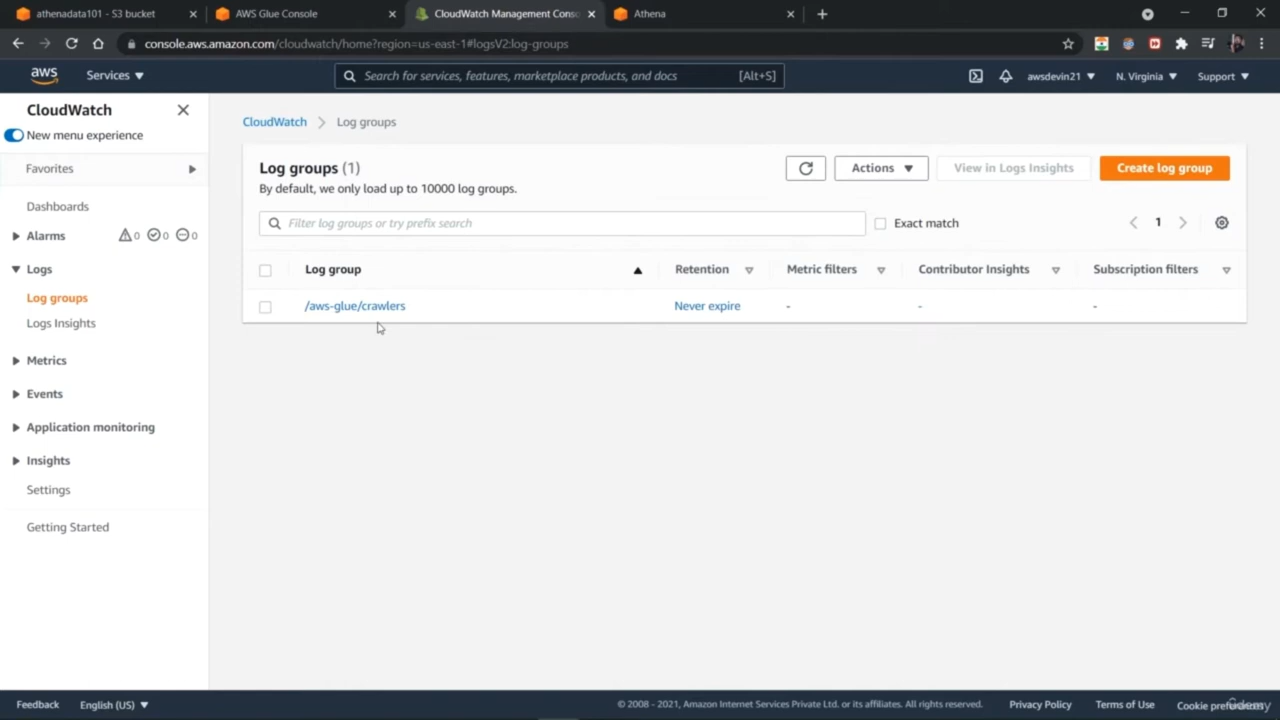 athenadata101 - S3 bucket
AWS Glue Console
CloudWatch Management Conso
Athena
console.aws.amazon.com/cloudwatch/home?region=us-east-1#logsV2:log-groups
aws
Services
Search for services, features, marketplace products, and docs
[Alt+S]
awsdevin21
N. Virginia
Support
CloudWatch
New menu experience
Favorites
Dashboards
Alarms
0
0
0
Logs
Log groups
Logs Insights
Metrics
Events
Application monitoring
Insights
Settings
Getting Started
CloudWatch > Log groups
Log groups (1)
By default, we only load up to 10000 log groups.
Actions
View in Logs Insights
Create log group
Filter log groups or try prefix search
Exact match
1
Log group
Retention
Metric filters
Contributor Insights
Subscription filters
/aws-glue/crawlers
Never expire
-
-
-
Feedback
English (US)
© 2008 - 2021, Amazon Internet Services Private Ltd. or its affiliates. All rights reserved.
Privacy Policy
Terms of Use
Cookie preferences
Udemy